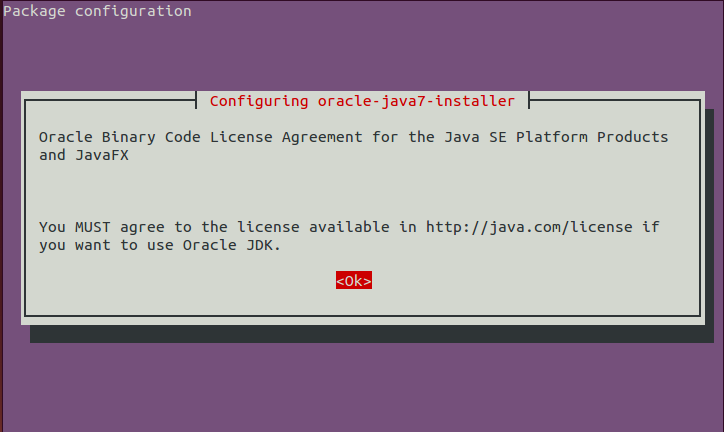 Package configuration
Configuring oracle-java7-installer
Oracle Binary Code License Agreement for the Java SE Platform Products
and JavaFX
You MUST agree to the license available in http://java.com/license if
you want to use Oracle JDK.
<Ok>